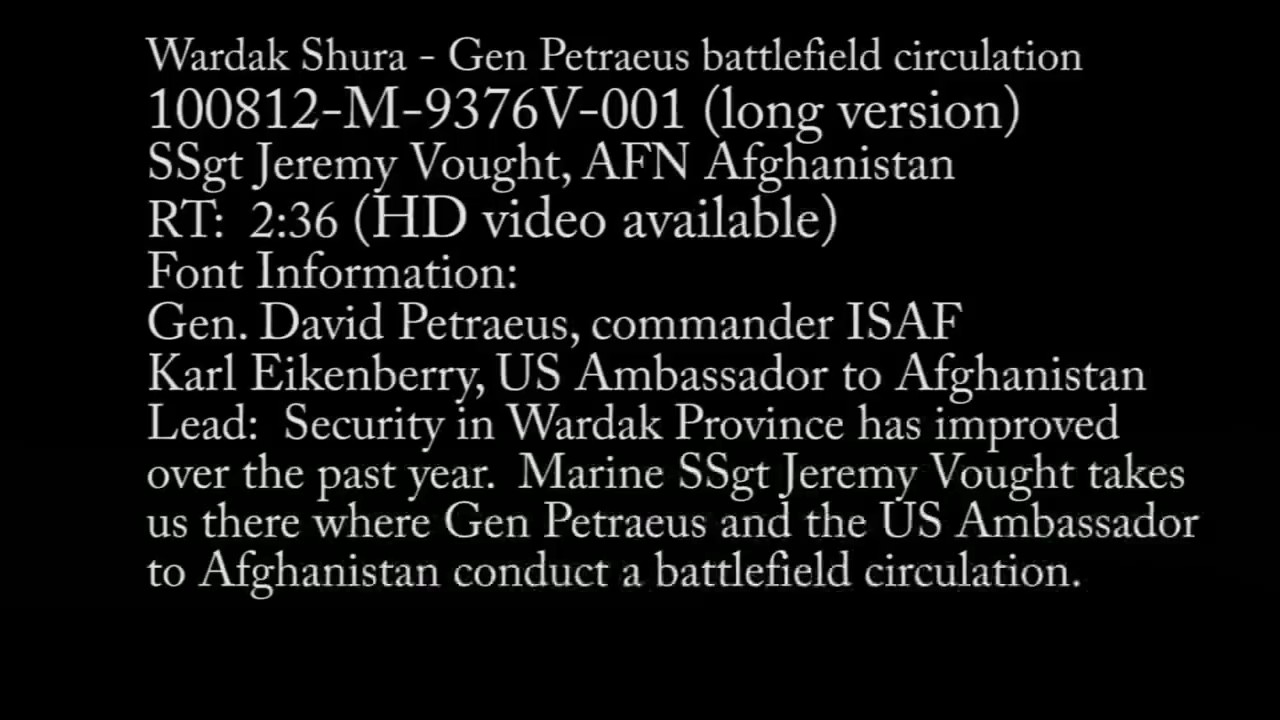 Wardak Shura - Gen Petraeus battlefield circulation
100812-M-9376V-001 (long version)
SSgt Jeremy Vought, AFN Afghanistan
RT:  2:36 (HD video available)
Font Information:
Gen. David Petraeus, commander ISAF
Karl Eikenberry, US Ambassador to Afghanistan
Lead:  Security in Wardak Province has improved
over the past year.  Marine SSgt Jeremy Vought takes
us there where Gen Petraeus and the US Ambassador
to Afghanistan conduct a battlefield circulation.